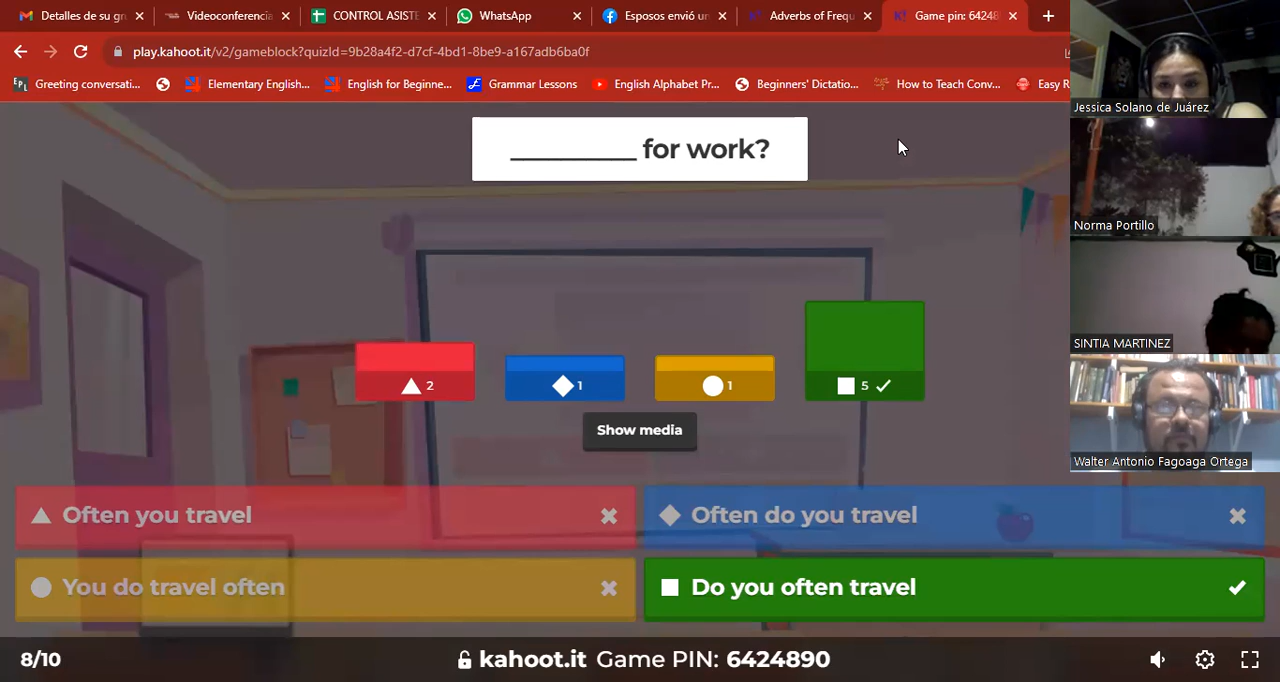 Detalles de su gr
Videoconferencia
CONTROL ASIST
WhatsApp
Esposos envió un
Adverbs of Frequ
Game pin: 6424
play.kahoot.it/v2/gameblock?quizId=9b28a4f2-d7cf-4bd1-8be9-a167adb6ba0f
Greeting conversati...
Elementary English...
English for Beginne...
Grammar Lessons
English Alphabet Pr...
Beginners' Dictatio...
How to Teach Conv...
Easy R
__________ for work?
Jessica Solano de Juárez
Norma Portillo
SINTIA MARTINEZ
Walter Antonio Fagoaga Ortega
2
1
1
5
Show media
Often you travel
Often do you travel
You do travel often
Do you often travel
8/10
kahoot.it Game PIN: 6424890